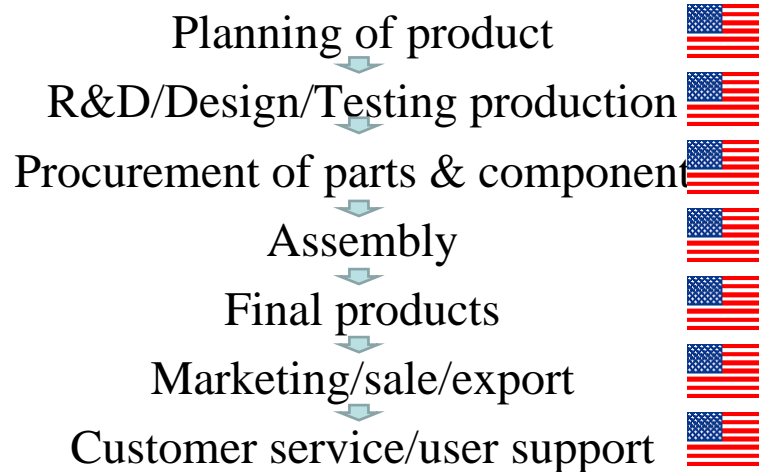 Planning of product
R&D/Design/Testing production
Procurement of parts & component
Assembly
Final products
Marketing/sale/export
Customer service/user support